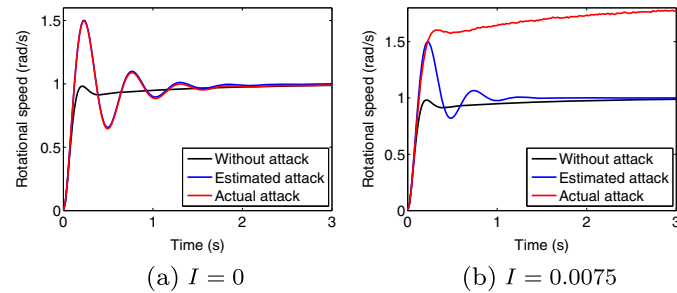 1.5
1
0.5
0
Rotational speed (rad/s)
Without attack
Estimated attack
Actual attack
0 1 2 3
Time (s)
(a) I = 0
1.5
1
0.5
0
Rotational speed (rad/s)
Without attack
Estimated attack
Actual attack
0 1 2 3
Time (s)
(b) I = 0.0075